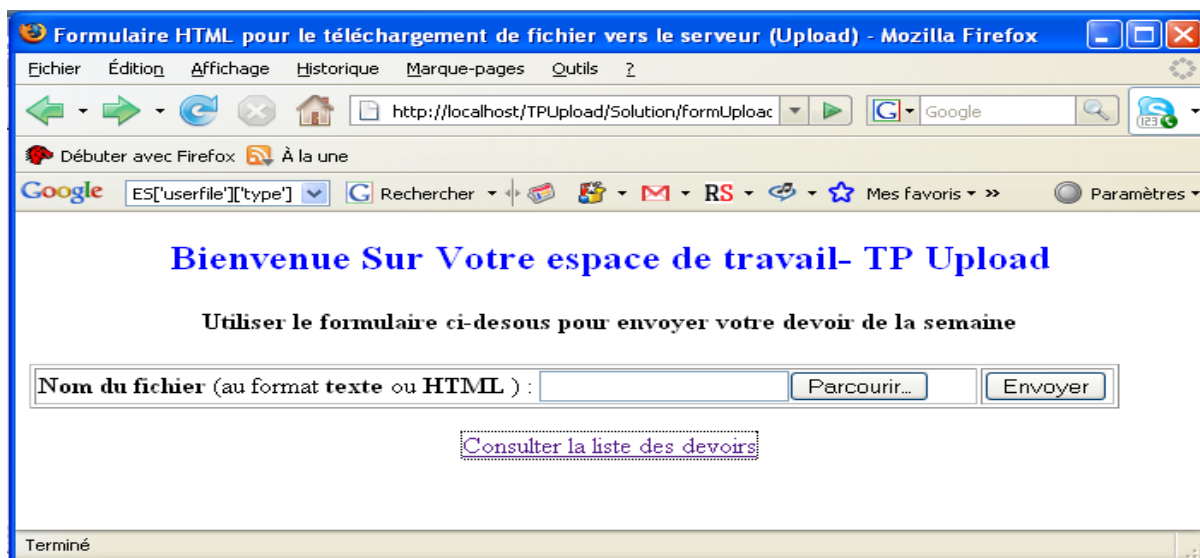 Formulaire HTML pour le téléchargement de fichier vers le serveur (Upload) - Mozilla Firefox
Fichier Édition Affichage Historique Marque-pages Outils ?
http://localhost/TPUpload/Solution/formUploac G Google
Débuter avec Firefox À la une
Google ES['userfile']['type'] G Rechercher RS Mes favoris » Paramètres
Bienvenue Sur Votre espace de travail- TP Upload
Utiliser le formulaire ci-desous pour envoyer votre devoir de la semaine
Nom du fichier (au format texte ou HTML ) : Parcourir... Envoyer
Consulter la liste des devoirs
Terminé